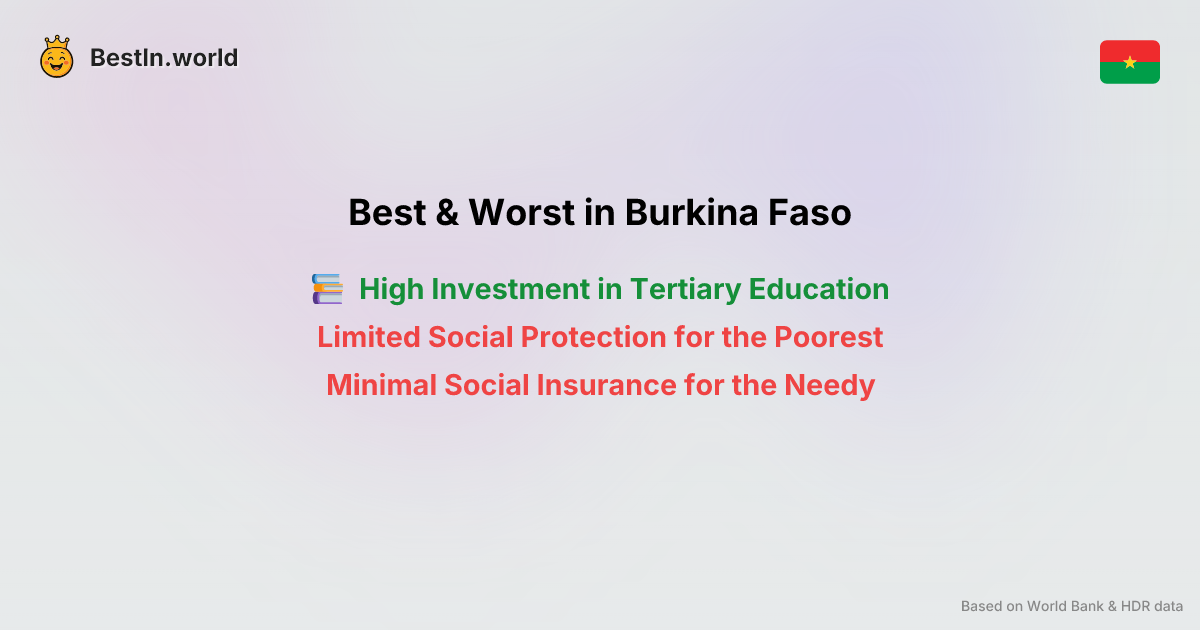 BestIn.world
Best & Worst in Burkina Faso
High Investment in Tertiary Education
Limited Social Protection for the Poorest
Minimal Social Insurance for the Needy
Based on World Bank & HDR data